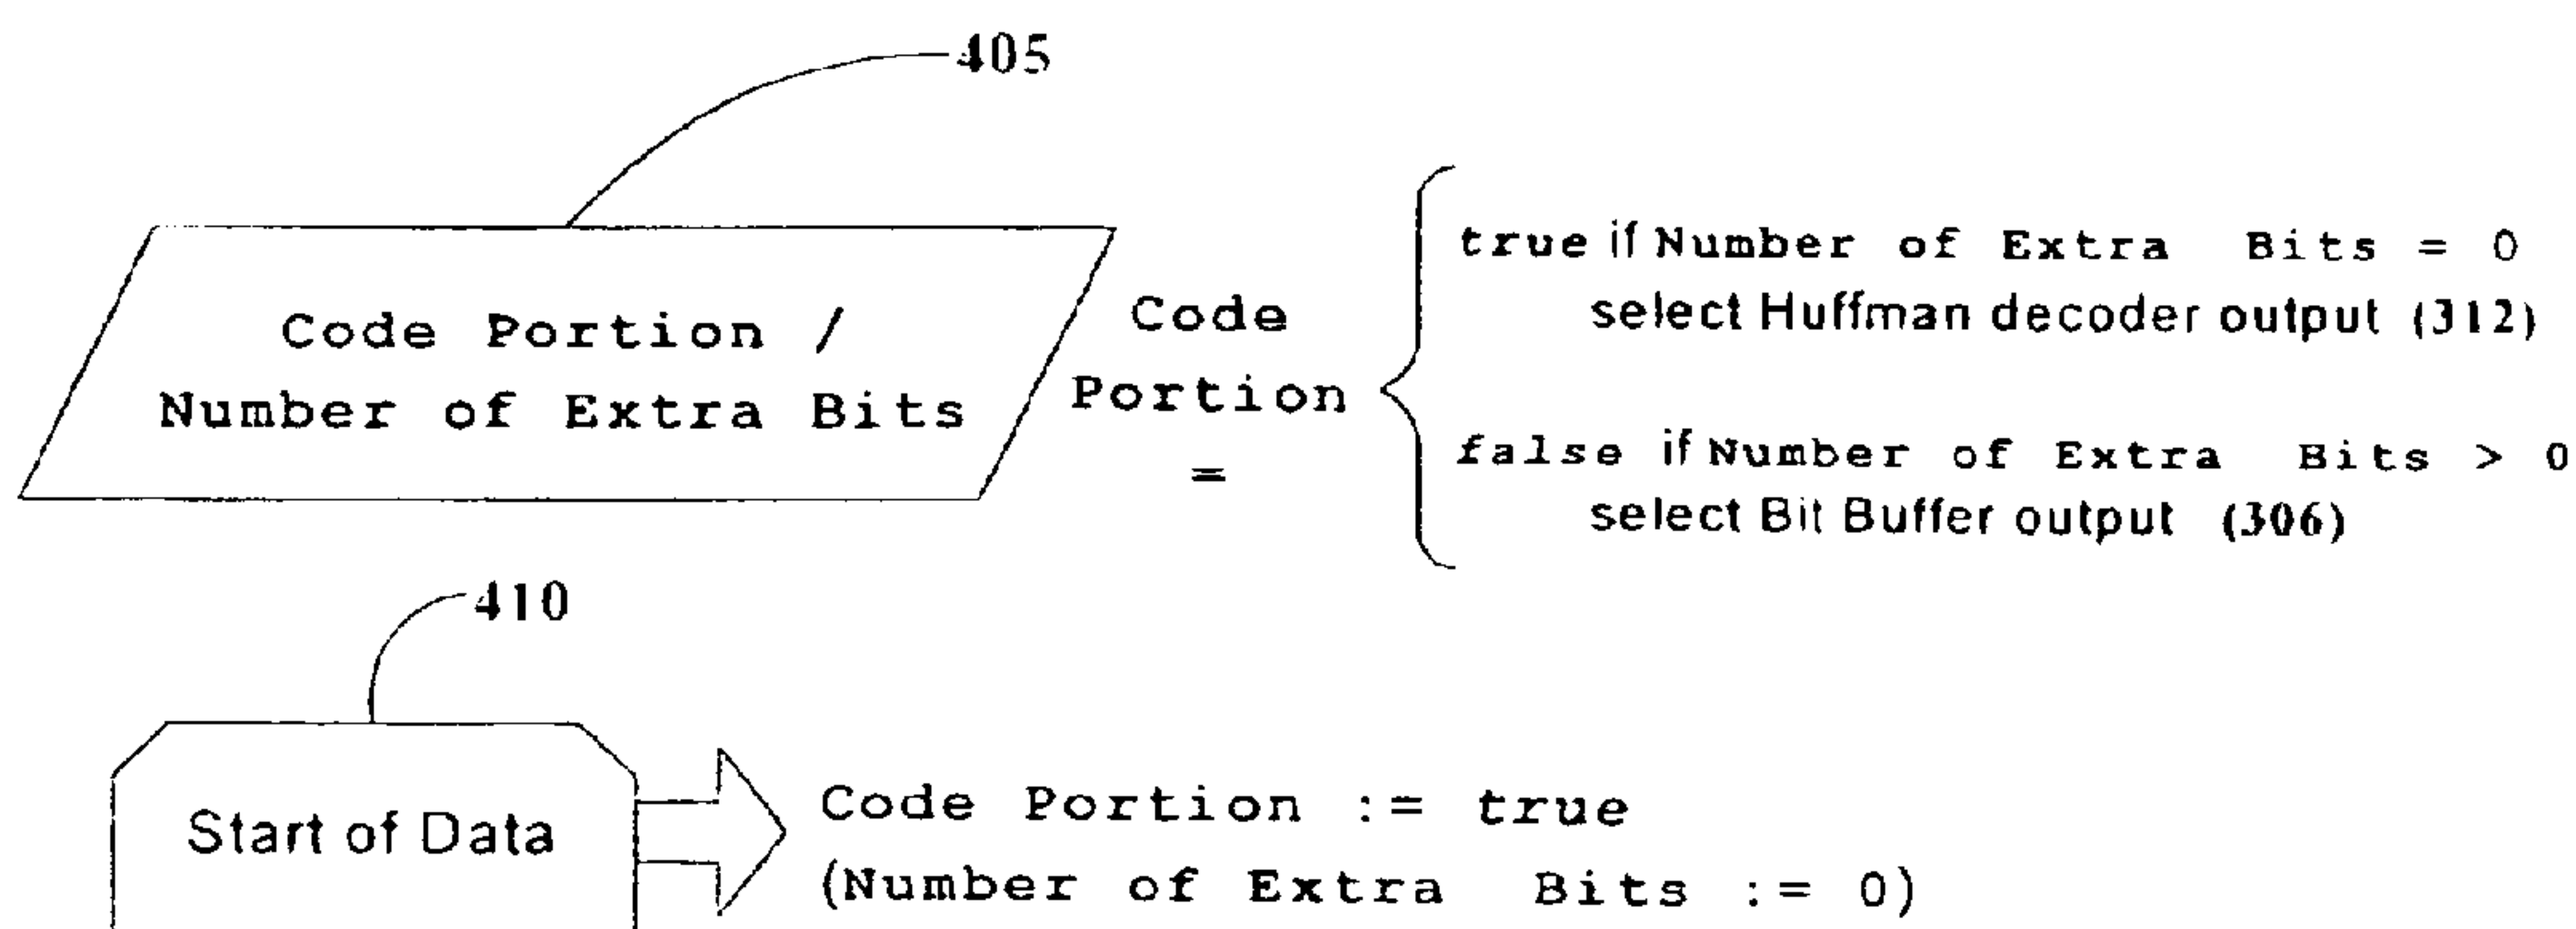 405
Code Portion /
Number of Extra Bits
Code
Portion
=
true if Number of Extra Bits = 0
select Huffman decoder output (312)
false if Number of Extra Bits > 0
select Bit Buffer output (306)
410
Start of Data
Code Portion := true
(Number of Extra Bits := 0)